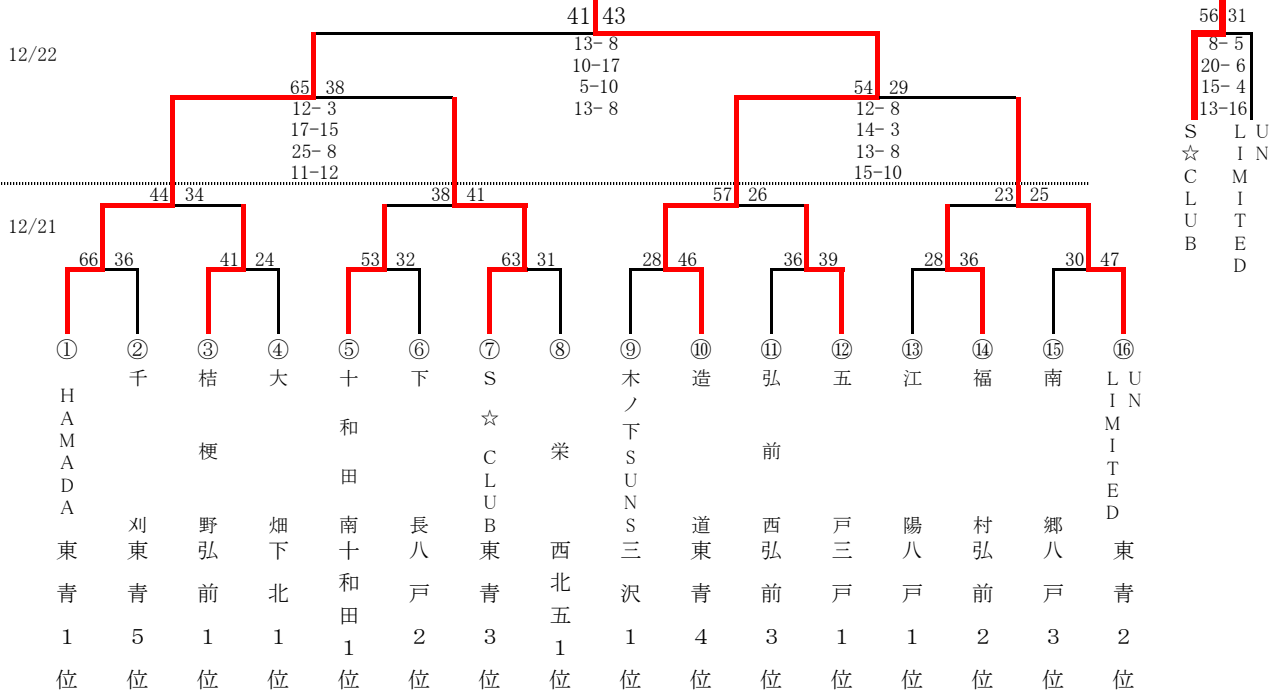 41 43
13- 8
10-17
5-10
13- 8
56 31
8- 5
20- 6
15- 4
13-16
S☆CLUB
UN
LIMITED
12/22
65 38
12- 3
17-15
25- 8
11-12
54 29
12- 8
14- 3
13- 8
15-10
12/21
44 34
38 41
57 26
23 25
66 36
41 24
53 32
63 31
28 46
36 39
28 36
30 47
① HAMADA 東青1位
② 千刈 東青5位
③ 桔梗野 弘前1位
④ 大畑 下北1位
⑤ 十和田南 十和田1位
⑥ 下長 八戸2位
⑦ S☆CLUB 東青3位
⑧ 栄 西北五1位
⑨ 木ノ下SUNS 三沢1位
⑩ 造道 東青4位
⑪ 弘前西 弘前3位
⑫ 五戸 三戸1位
⑬ 江陽 八戸1位
⑭ 福村 弘前2位
⑮ 南郷 八戸3位
⑯ UN LIMITED 東青2位